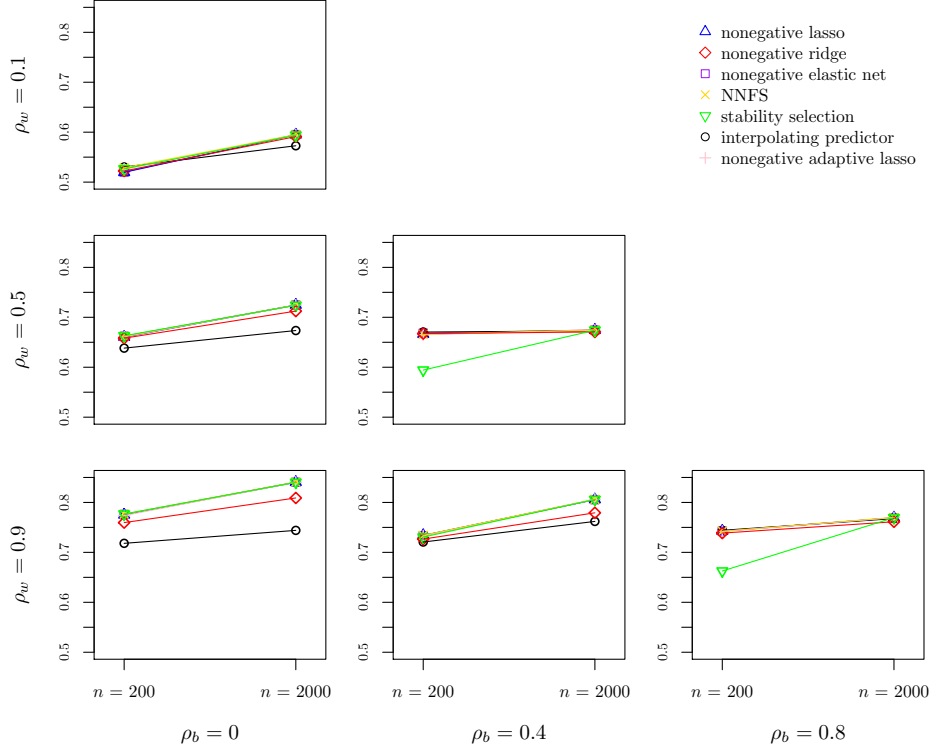 ρw = 0.1
0.5 0.6 0.7 0.8
nonegative lasso
nonegative ridge
nonegative elastic net
NNFS
stability selection
interpolating predictor
nonegative adaptive lasso
ρw = 0.5
0.5 0.6 0.7 0.8
0.5 0.6 0.7 0.8
ρw = 0.9
0.5 0.6 0.7 0.8
0.5 0.6 0.7 0.8
0.5 0.6 0.7 0.8
n = 200 n = 2000 n = 200 n = 2000 n = 200 n = 2000
ρb = 0 ρb = 0.4 ρb = 0.8